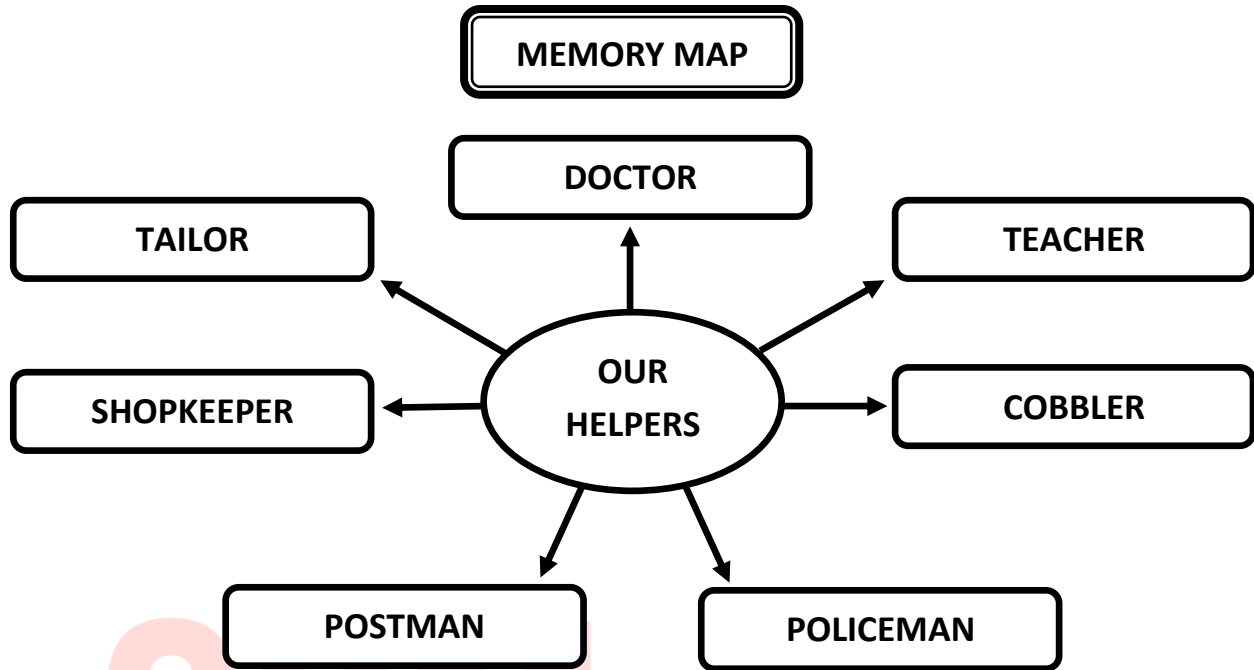 MEMORY MAP
DOCTOR
TAILOR
TEACHER
OUR
HELPERS
SHOPKEEPER
COBBLER
POSTMAN
POLICEMAN